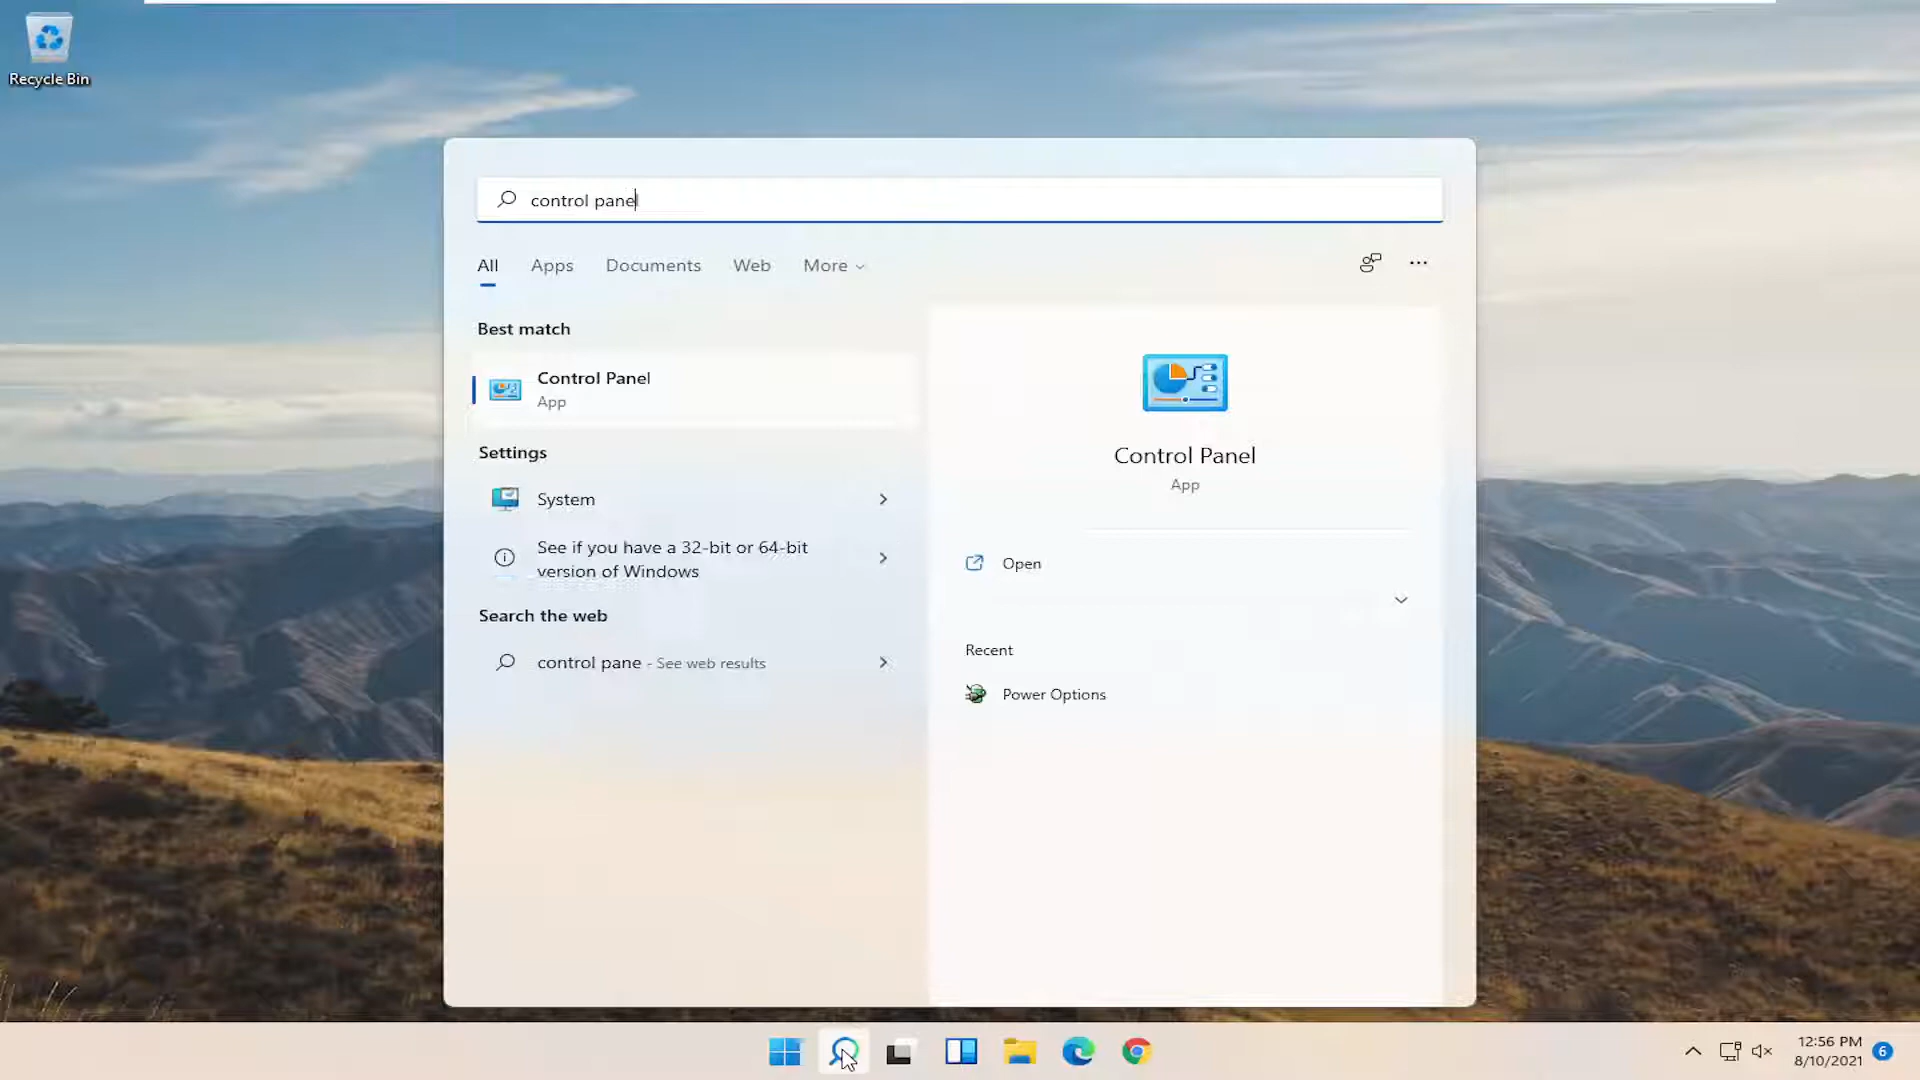 Recycle Bin
control panel
All Apps Documents Web More
Best match
Control Panel
App
Settings
System
See if you have a 32-bit or 64-bit
version of Windows
Search the web
control pane - See web results
Control Panel
App
Open
Recent
Power Options
12:56 PM
8/10/2021
6